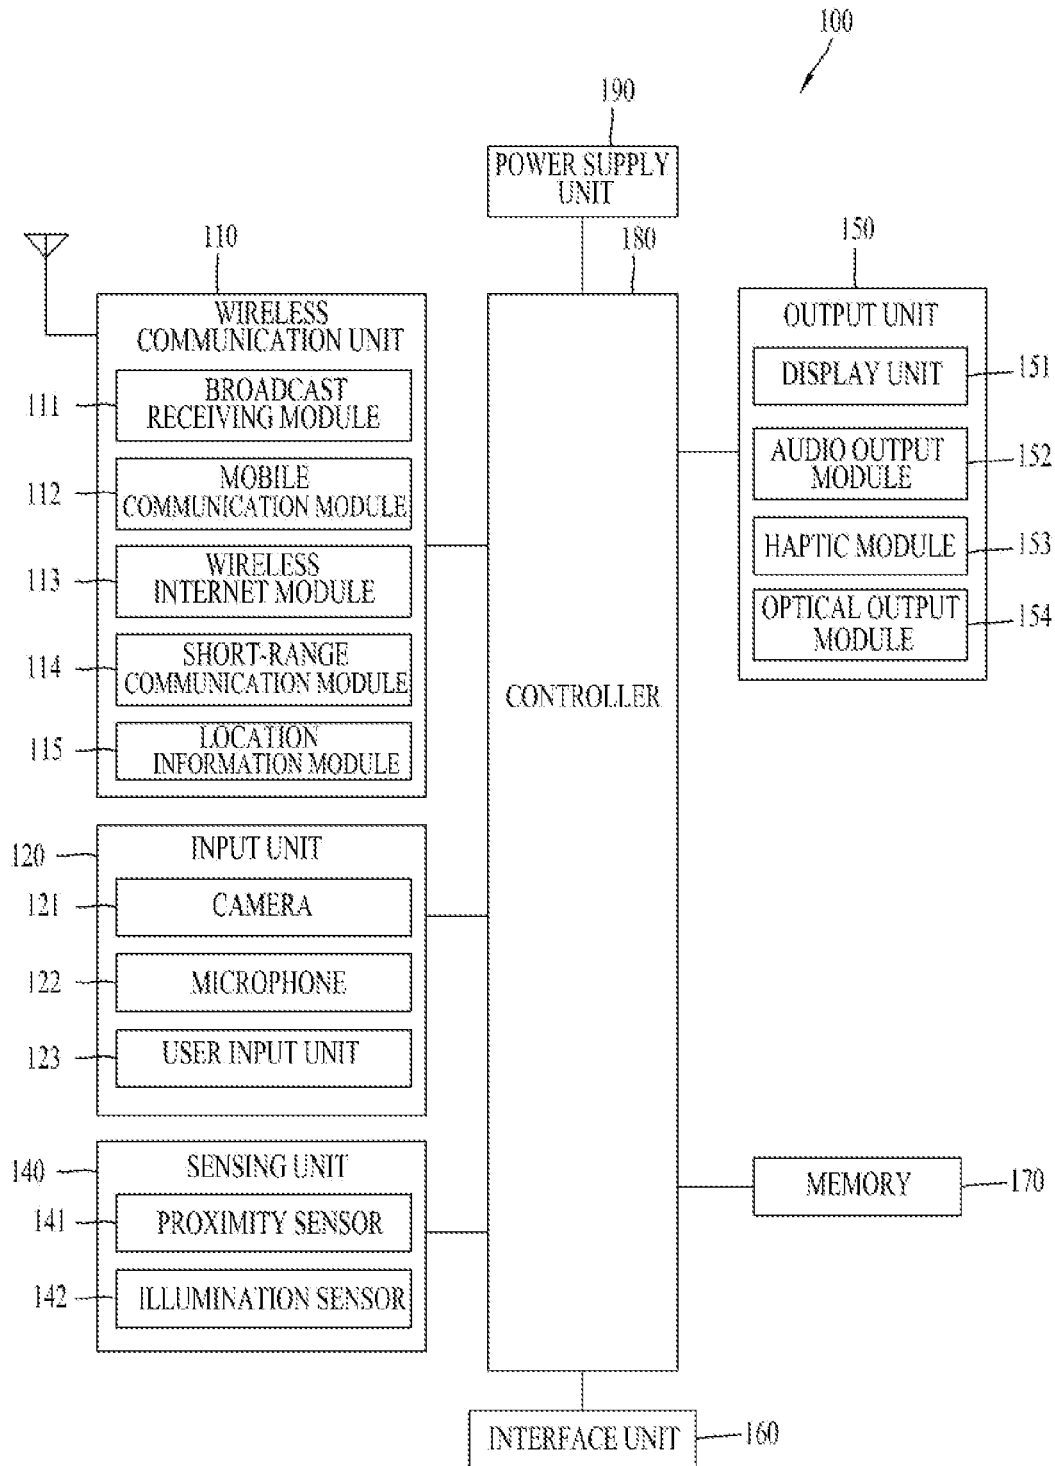 100
190
POWER SUPPLY
UNIT
110
180
150
WIRELESS
COMMUNICATION UNIT
111
BROADCAST
RECEIVING MODULE
112
MOBILE
COMMUNICATION MODULE
113
WIRELESS
INTERNET MODULE
114
SHORT-RANGE
COMMUNICATION MODULE
115
LOCATION
INFORMATION MODULE
120
INPUT UNIT
121
CAMERA
122
MICROPHONE
123
USER INPUT UNIT
140
SENSING UNIT
141
PROXIMITY SENSOR
142
ILLUMINATION SENSOR
CONTROLLER
OUTPUT UNIT
DISPLAY UNIT
151
AUDIO OUTPUT
MODULE
152
HAPTIC MODULE
153
OPTICAL OUTPUT
MODULE
154
MEMORY
170
INTERFACE UNIT
160